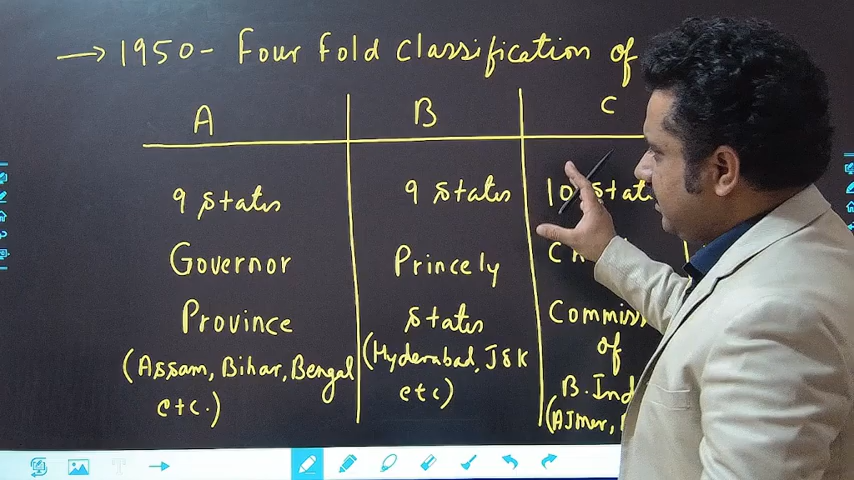 → 1950- Four Fold Classification of
A
B
C
9 States
9 States
10 Stat
Governor
Princely
Province
States
Commiss
(Assam, Bihar, Bengal
(Hyderabad, J&K
of
etc.)
etc)
B. Ind
(AJmer,